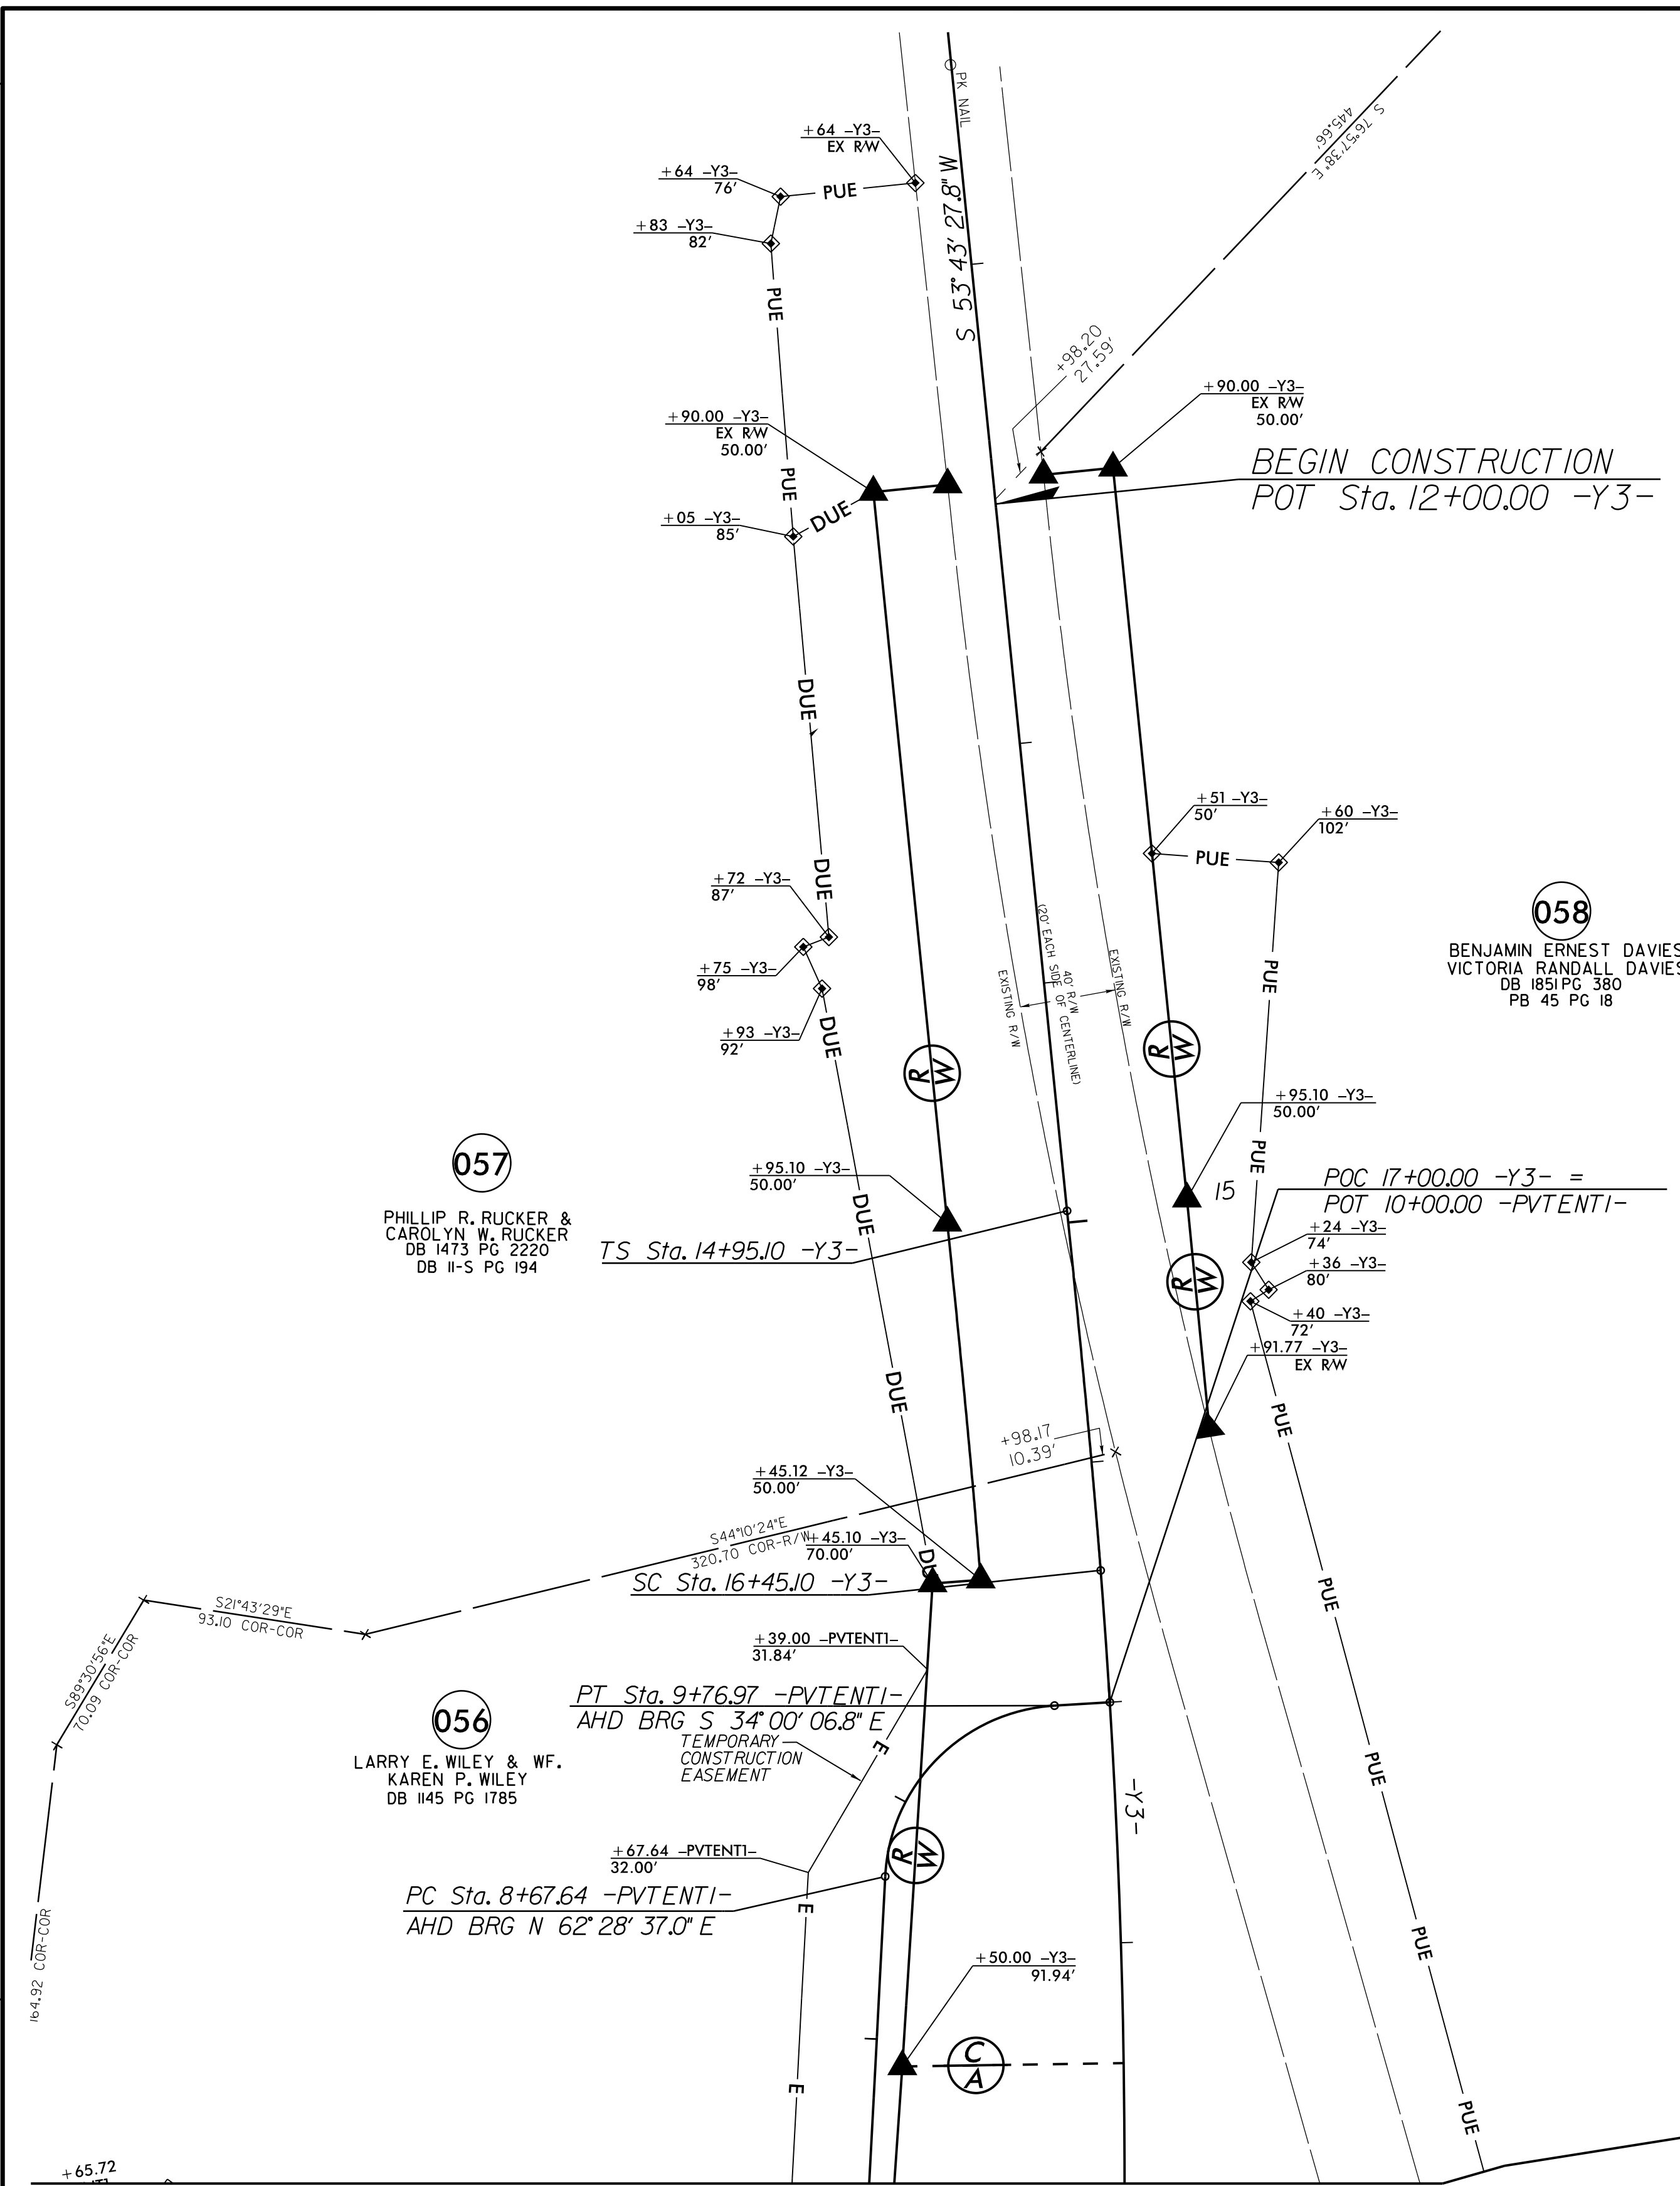 PK NAIL
S 76°57'38" E
445.66'
+64 -Y3-
EX R/W
+64 -Y3-
76'
PUE
+83 -Y3-
82'
S 53° 43' 27.8" W
PUE
+98.20
27.59'
+90.00 -Y3-
EX R/W
50.00'
+90.00 -Y3-
EX R/W
50.00'
BEGIN CONSTRUCTION
POT Sta. 12+00.00 -Y3-
PUE
DUE
+05 -Y3-
85'
DUE
+51 -Y3-
50'
+60 -Y3-
102'
PUE
DUE
+72 -Y3-
87'
+75 -Y3-
98'
+93 -Y3-
92'
DUE
058
BENJAMIN ERNEST DAVIES
VICTORIA RANDALL DAVIES
DB 1851 PG 380
PB 45 PG 18
PUE
EXISTING R/W
40' R/W
(20' EACH SIDE OF CENTERLINE)
EXISTING R/W
R/W
R/W
+95.10 -Y3-
50.00'
PUE
057
PHILLIP R. RUCKER &
CAROLYN W. RUCKER
DB 1473 PG 2220
DB 11-S PG 194
+95.10 -Y3-
50.00'
DUE
15
POC 17+00.00 -Y3- =
POT 10+00.00 -PVTENT1-
TS Sta. 14+95.10 -Y3-
+24 -Y3-
74'
+36 -Y3-
80'
R/W
+40 -Y3-
72'
+91.77 -Y3-
EX R/W
DUE
PUE
+98.17
10.39'
+45.12 -Y3-
50.00'
S44°10'24"E
320.70 COR-R/W
+45.10 -Y3-
70.00'
SC Sta. 16+45.10 -Y3-
PUE
S21°43'29"E
93.10 COR-COR
S89°30'56"E
70.09 COR-COR
+39.00 -PVTENT1-
31.84'
PT Sta. 9+76.97 -PVTENT1-
AHD BRG S 34° 00' 06.8" E
056
LARRY E. WILEY & WF.
KAREN P. WILEY
DB 1145 PG 1785
TEMPORARY
CONSTRUCTION
EASEMENT
E
-Y3-
PUE
+67.64 -PVTENT1-
32.00'
R/W
PC Sta. 8+67.64 -PVTENT1-
AHD BRG N 62° 28' 37.0" E
E
164.92 COR-COR
PUE
+50.00 -Y3-
91.94'
C/A
E
PUE
+65.72